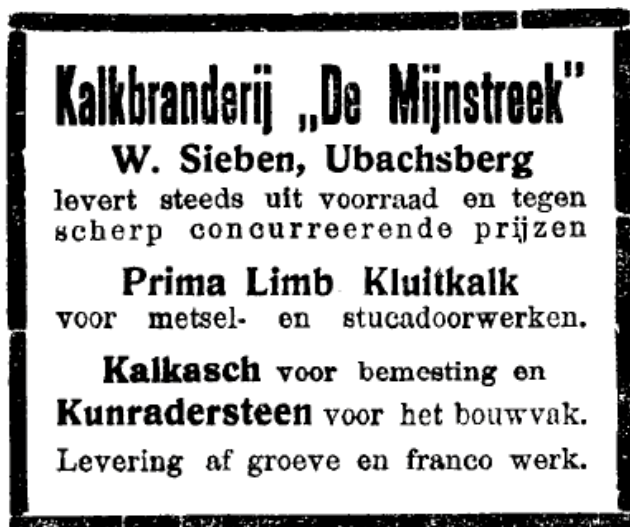 Kalkbranderij „De Mijnstreek”
W. Sieben, Ubachsberg
levert steeds uit voorraad en tegen
scherp concurreerende prijzen
Prima Limb Kluitkalk
voor metsel- en stucadoorwerken.
Kalkasch voor bemesting en
Kunradersteen voor het bouwvak.
Levering af groeve en franco werk.